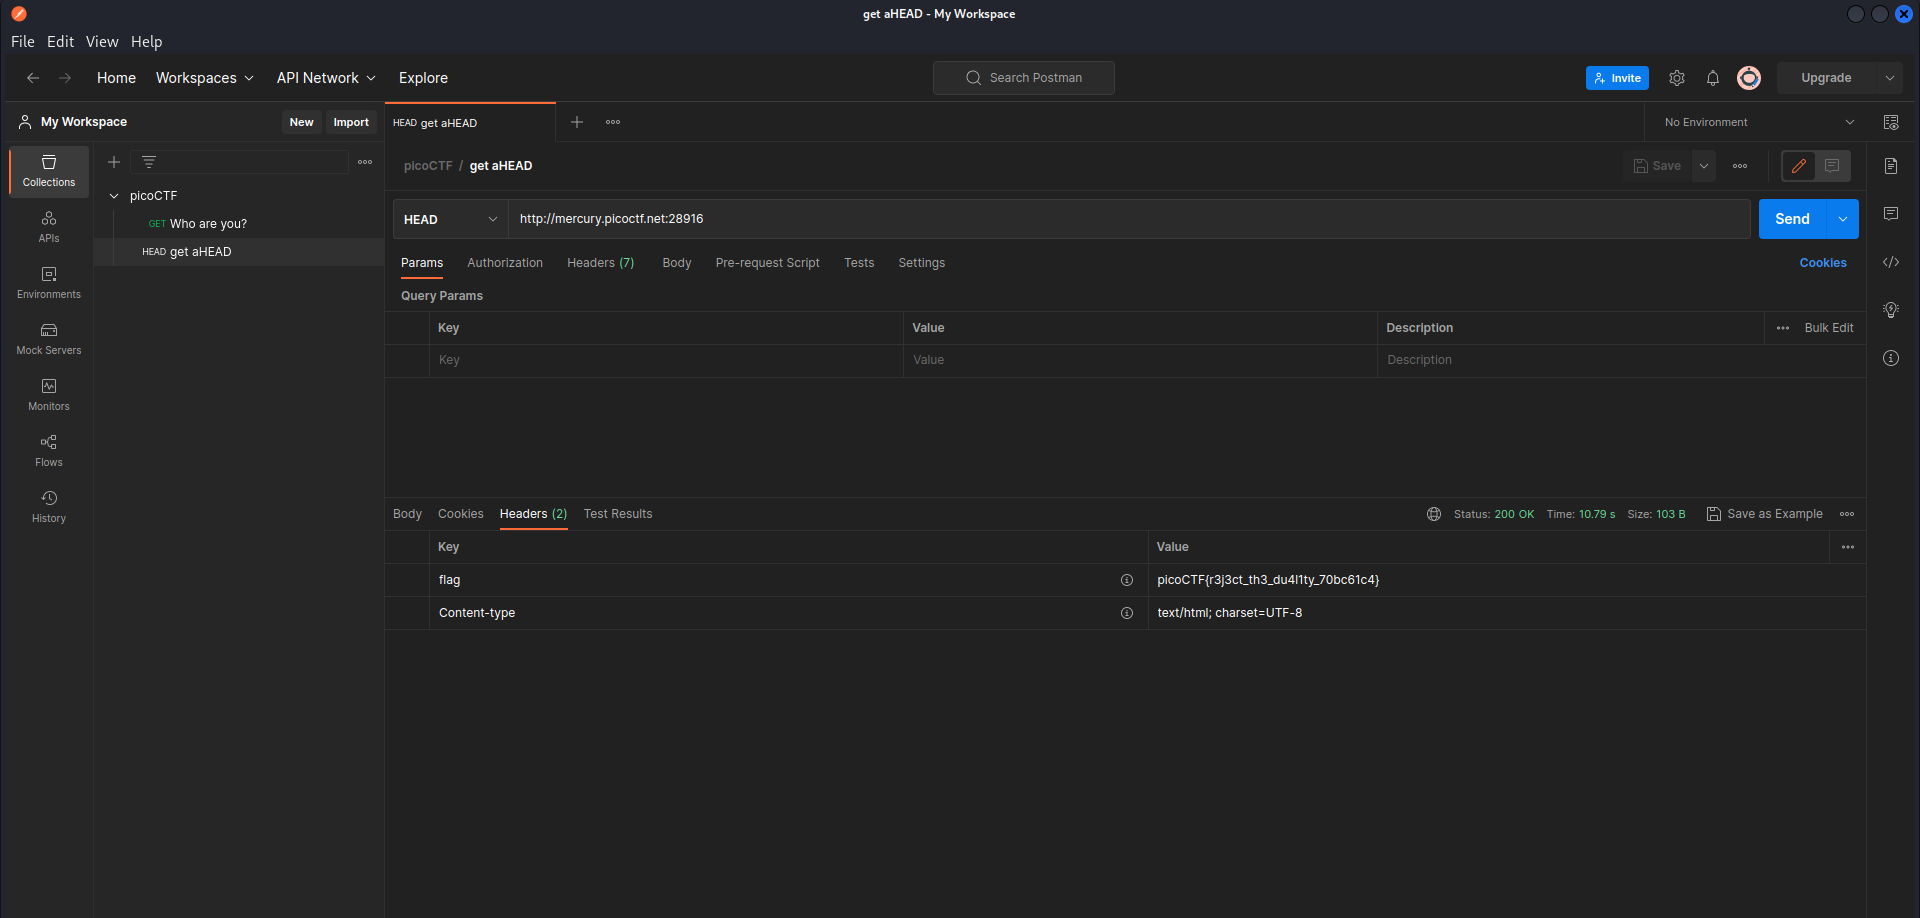 get aHEAD - My Workspace
File Edit View Help
Home Workspaces API Network Explore Search Postman Invite Upgrade
My Workspace New Import HEAD get aHEAD No Environment
Collections
picoCTF / get aHEAD Save
picoCTF
GET Who are you?
HEAD get aHEAD
APIs
Environments
Mock Servers
Monitors
Flows
History
HEAD http://mercury.picoctf.net:28916 Send
Params Authorization Headers (7) Body Pre-request Script Tests Settings Cookies
Query Params
Key Value Description Bulk Edit
Key Value Description
Body Cookies Headers (2) Test Results Status: 200 OK Time: 10.79 s Size: 103 B Save as Example
Key Value
flag picoCTF{r3j3ct_th3_du4l1ty_70bc61c4}
Content-type text/html; charset=UTF-8